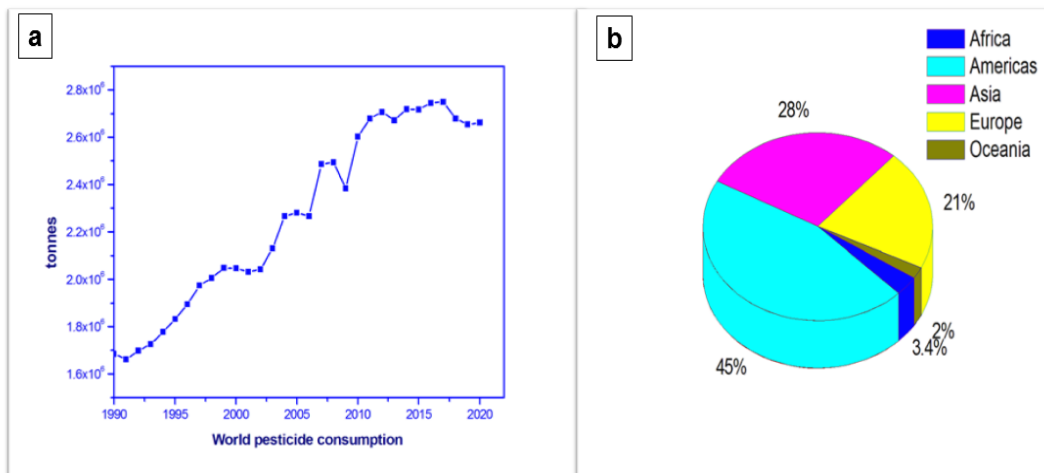 a
2.8x10⁶
2.6x10⁶
2.4x10⁶
2.2x10⁶
2.0x10⁶
1.8x10⁶
1.6x10⁶
tonnes
1990 1995 2000 2005 2010 2015 2020
World pesticide consumption
b
Africa
Americas
Asia
Europe
Oceania
28%
21%
2%
3.4%
45%